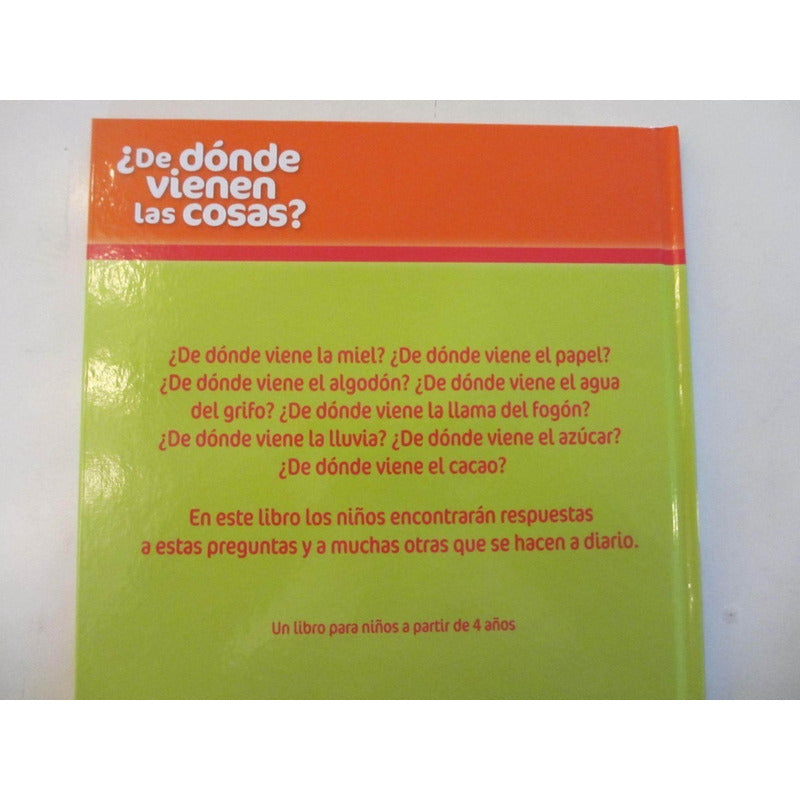 ¿De dónde
vienen
las cosas?
¿De dónde viene la miel? ¿De dónde viene el papel?
¿De dónde viene el algodón? ¿De dónde viene el agua
del grifo? ¿De dónde viene la llama del fogón?
¿De dónde viene la lluvia? ¿De dónde viene el azúcar?
¿De dónde viene el cacao?
En este libro los niños encontrarán respuestas
a estas preguntas y a muchas otras que se hacen a diario.
Un libro para niños a partir de 4 años